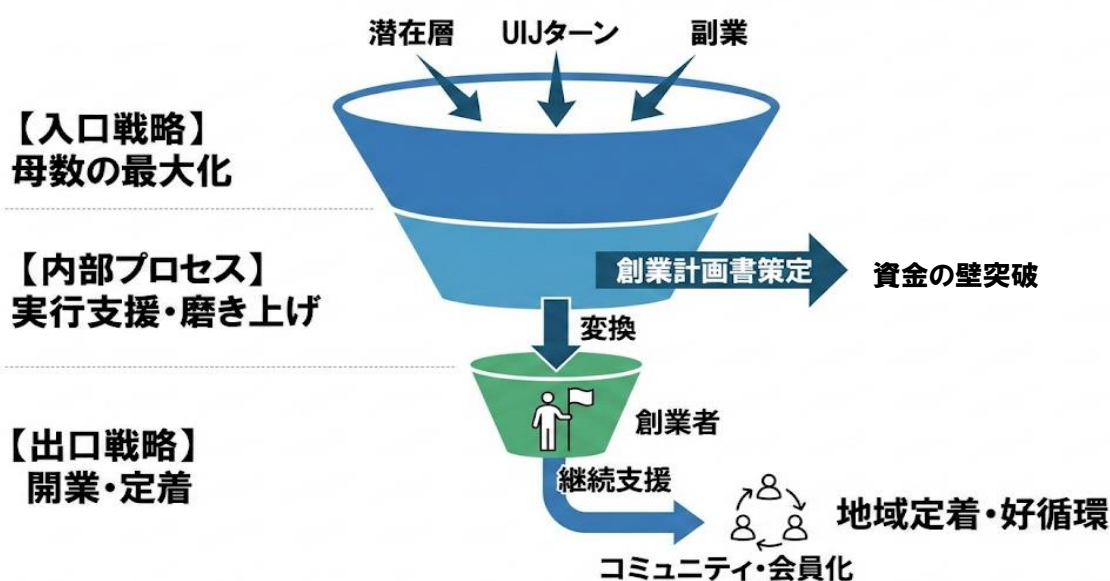 潜在層
UIJターン
副業
【入口戦略】
母数の最大化
【内部プロセス】
実行支援・磨き上げ
創業計画書策定
資金の壁突破
変換
【出口戦略】
開業・定着
創業者
継続支援
地域定着・好循環
コミュニティ・会員化